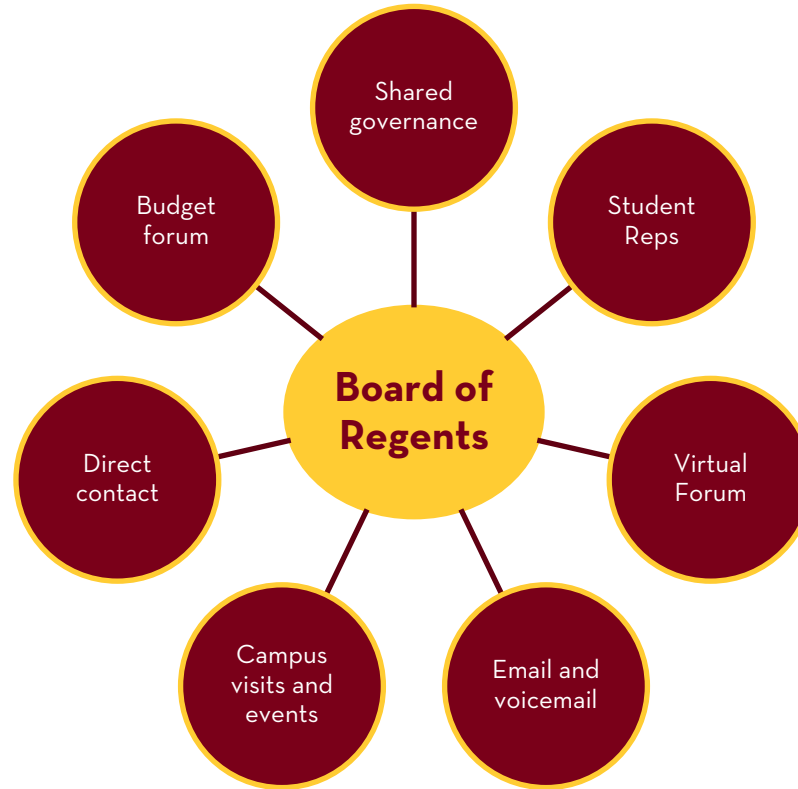 Shared
governance
Budget
forum
Student
Reps
Board of
Regents
Direct
contact
Virtual
Forum
Campus
visits and
events
Email and
voicemail